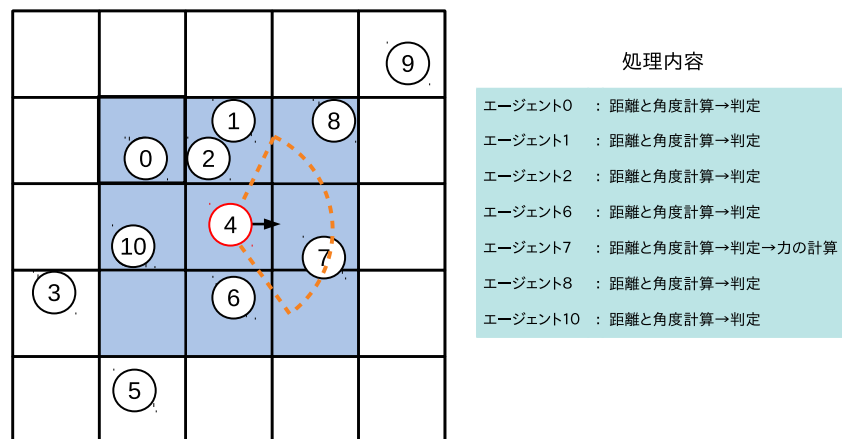 9
1
8
0
2
4
10
7
3
6
5
処理内容
エージェント0 : 距離と角度計算→判定
エージェント1 : 距離と角度計算→判定
エージェント2 : 距離と角度計算→判定
エージェント6 : 距離と角度計算→判定
エージェント7 : 距離と角度計算→判定→力の計算
エージェント8 : 距離と角度計算→判定
エージェント10 : 距離と角度計算→判定